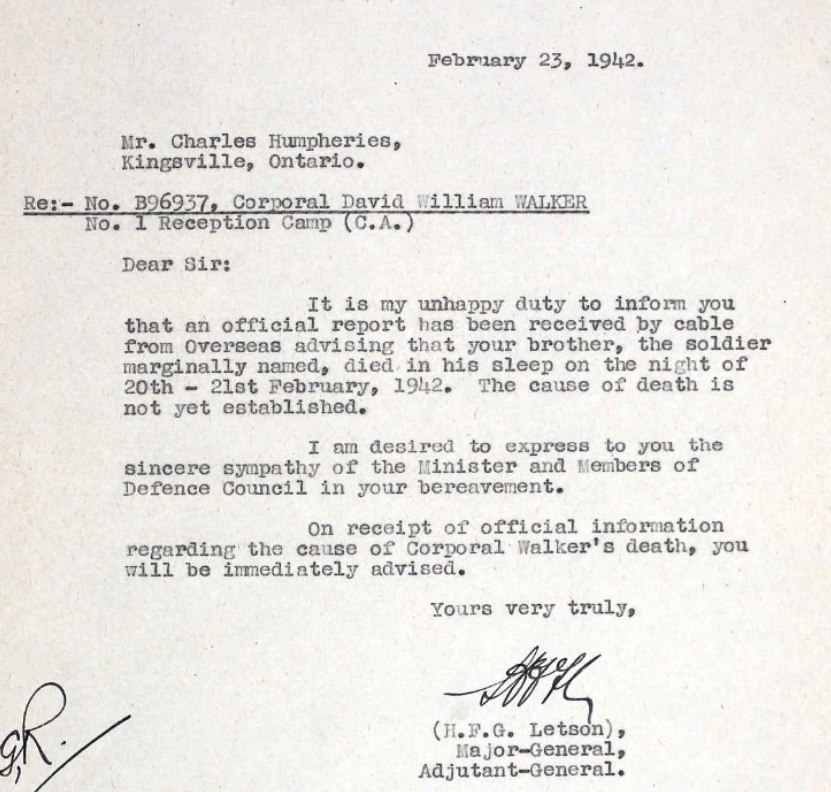 February 23, 1942.
Mr. Charles Humpheries,
Kingsville, Ontario.
Re:- No. B96937, Corporal David William WALKER
No. 1 Reception Camp (C.A.)
Dear Sir:
It is my unhappy duty to inform you
that an official report has been received by cable
from Overseas advising that your brother, the soldier
marginally named, died in his sleep on the night of
20th - 21st February, 1942. The cause of death is
not yet established.
I am desired to express to you the
sincere sympathy of the Minister and Members of
Defence Council in your bereavement.
On receipt of official information
regarding the cause of Corporal Walker's death, you
will be immediately advised.
Yours very truly,
(H.F.G. Letson),
Major-General,
Adjutant-General.